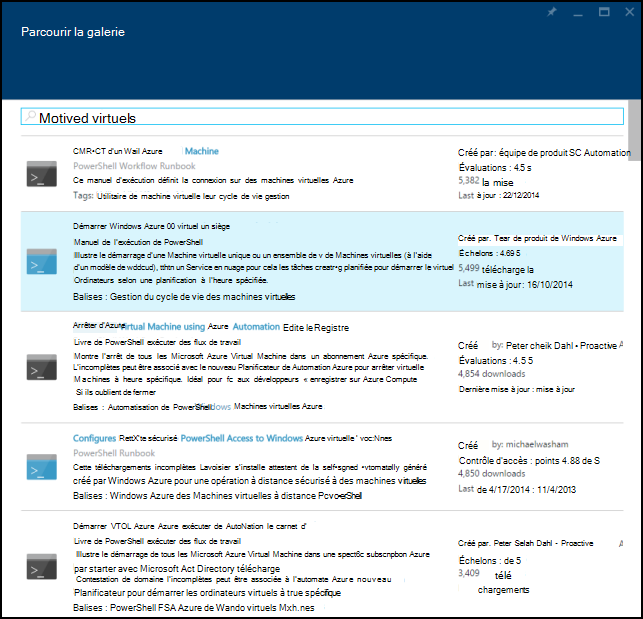 Parcourir la galerie
Motived virtuels
CMR•CT d'un Wail Azure Machine
PowerShell Workflow Runbook
Ce manuel d'exécution définit la connexion sur des machines virtuelles Azure
Tags: Utilitaire de machine virtuelle leur cycle de vie gestion
Créé par: équipe de produit SC Automation
Évaluations : 4.5 s
5,382 la mise
Last à jour : 22/12/2014
Démarrer Windows Azure 00 virtuel un siège
Manuel de l'exécution de PowerShell
Illustre le démarrage d'une Machine virtuelle unique ou un ensemble de v de Machines virtuelles (à l'aide
d'un modèle de wddcud), thtn un Service en nuage pour cela les tâches creatr•g planifiée pour démarrer le virtuel
Ordinateurs selon une planification à l'heure spécifiée.
Balises : Gestion du cycle de vie des machines virtuelles
Créé par. Tear de produit de Windows Azure
Échelons : 4.69 5
5,499 télécharge la
Last mise à jour: 16/10/2014
Arrêter d'Azure Virtual Machine using Azure Automation Edite le Registre
Livre de PowerShell exécuter des flux de travail
Montre l'arrêt de tous les Microsoft Azure Virtual Machine dans un abonnement Azure spécifique.
L'incomplètes peut être associé avec le nouveau Planificateur de Automation Azure pour arrêter virtuelle
Machines à heure spécifique. Idéal pour fc aux développeurs « enregistrer sur Azure Compute
Si ils oublient de fermer
Balises : Automatisation de PowerShell Windows Machines virtuelles Azure
Créé by: Peter cheik Dahl • Proactive A
Évaluations : 4.5 5
4,854 downloads
Dernière mise à jour : mise à jour
Configures RettX'te sécurisé PowerShell Access to Windows Azure virtuelle ' voc:Nnes
PowerShell Runbook
Cette téléchargements incomplètes Lavoisier s'installe attestent de la self•sgned •vtomatolly généré
créé par Windows Azure pour une opération à distance sécurisé à des machines virtuelles
Balises : Windows Azure des Machines virtuelles à distance PcvoerShell
Créé by: michaelwasham
Contrôle d'accès : points 4.88 de S
4,850 downloads
Last de 4/17/2014 : 11/4/2013
Démarrer VTOL Azure Azure exécuter de AutoNation le carnet d'
Livre de PowerShell exécuter des flux de travail
Illustre le démarrage de tous les Microsoft Azure Virtual Machine dans une spect6c subscnpbon Azure
par starter avec Microsoft Act Directory télécharge
Contestation de domaine l'incomplètes peut être associée à l'automate Azure nouveau
Planificateur pour démarrer les ordinateurs virtuels à true spécifique
Balises : PowerShell FSA Azure de Wando virtuels Mxh.nes
Créé par. Peter Selah Dahl - Proactive A
Échelons : de 5
3,409 télé
chargements